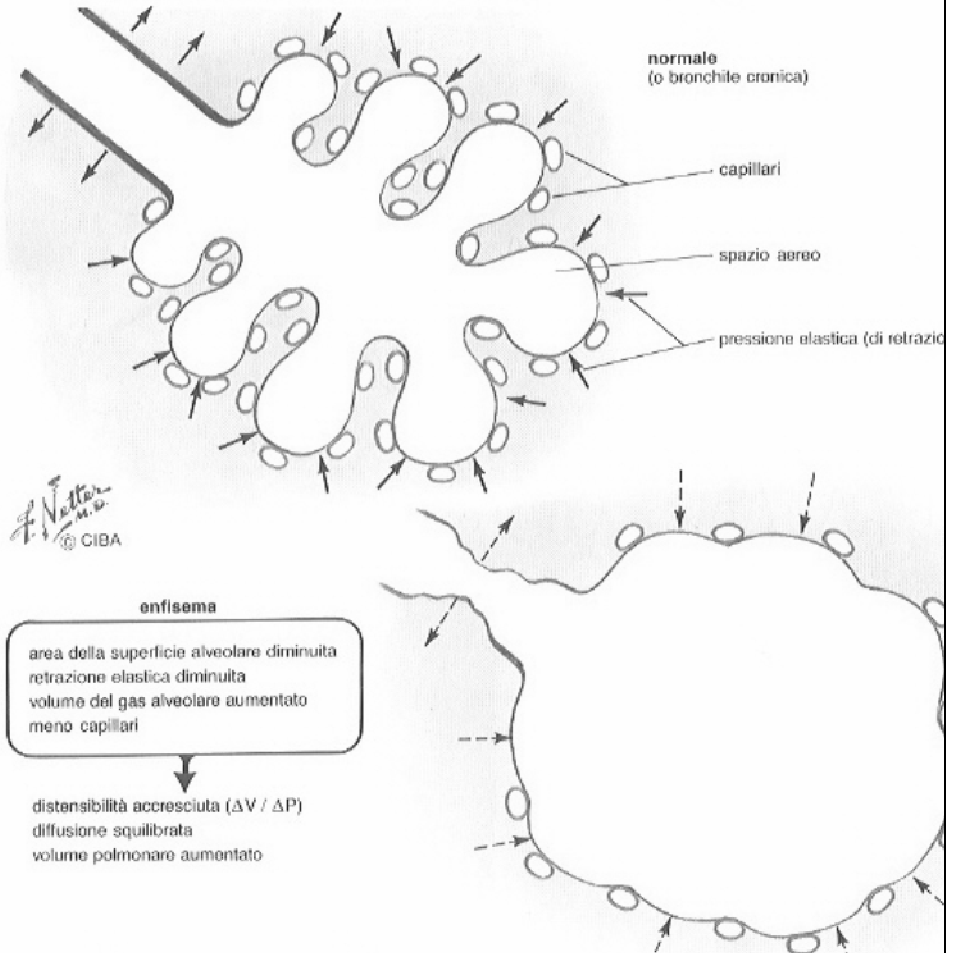 normale
(o bronchite cronica)
capillari
spazio aereo
pressione elastica (di retrazio
F. Netter
M.D.
© CIBA
enfisema
area della superficie alveolare diminuita
retrazione elastica diminuita
volume del gas alveolare aumentato
meno capillari
distensibilità accresciuta (ΔV / ΔP)
diffusione squilibrata
volume polmonare aumentato